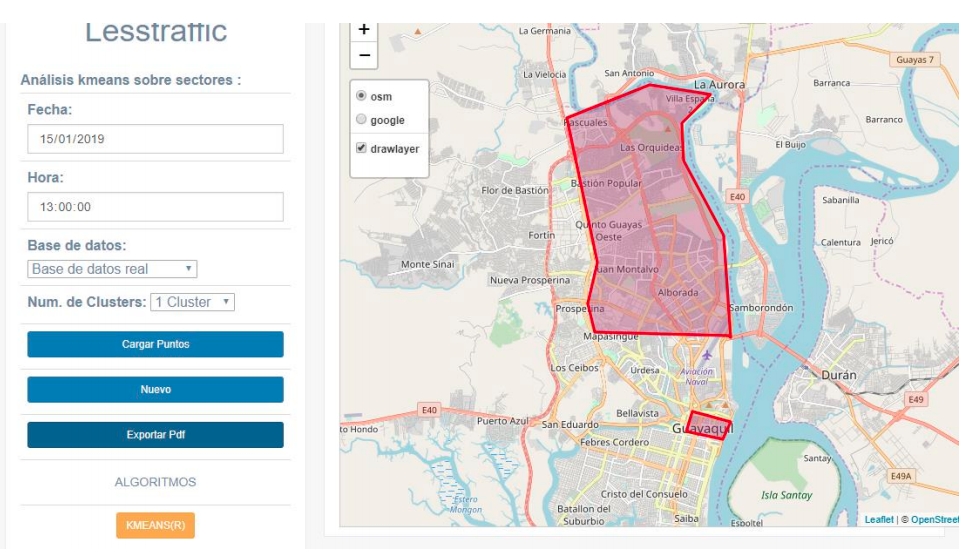 Lesstraffic
Análisis kmeans sobre sectores :
Fecha:
15/01/2019
Hora:
13:00:00
Base de datos:
Base de datos real
Num. de Clusters: 1 Cluster
Cargar Puntos
Nuevo
Exportar Pdf
ALGORITMOS
KMEANS(R)
+
−
osm
google
drawlayer
La Germania
Guayas 7
La Vielocia
San Antonio
La Aurora
Villa España
2
Barranca
Pascuales
Barranco
Las Orquideas
El Buijo
Flor de Bastión
Bastión Popular
E40
Sabanilla
Quinto Guayas
Oeste
Fortin
Calentura
Jericó
Monte Sinai
Juan Montalvo
Nueva Prosperina
Alborada
Prosperina
Samborondón
Mapasingue
Los Ceibos
Urdesa
Aviación
Naval
Durán
E49
E40
Bellavista
Puerto Azul
San Eduardo
Guayaquil
to Hondo
Febres Cordero
Santay
E49A
Cristo del Consuelo
Isla Santay
Estero
Mongon
Batallon del
Suburbio
Saiba
Espoltel
Leaflet | © OpenStreet